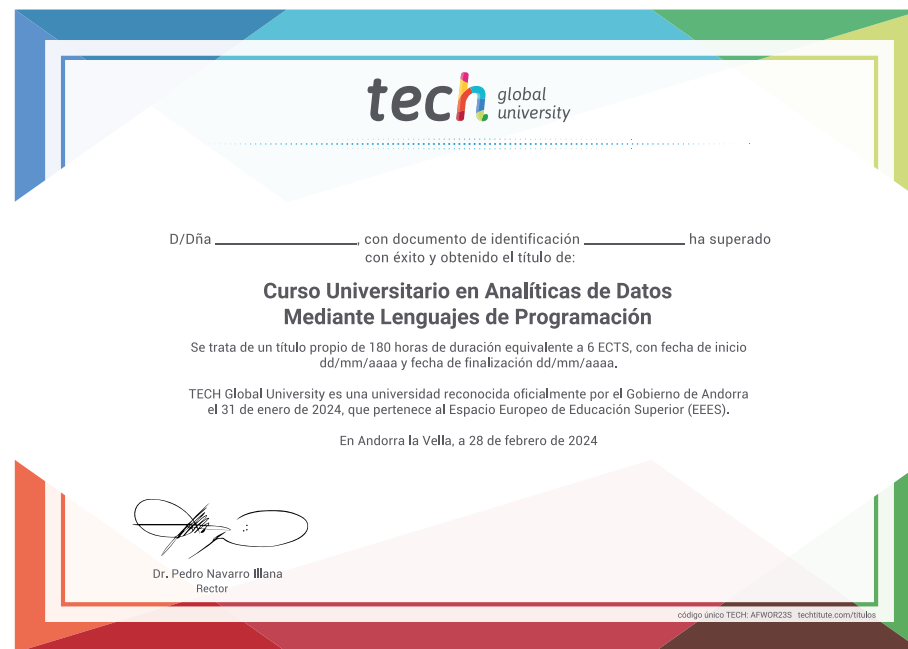 tech global
university
D/Dña ______________, con documento de identificación __________ ha superado
con éxito y obtenido el título de:
Curso Universitario en Analíticas de Datos
Mediante Lenguajes de Programación
Se trata de un título propio de 180 horas de duración equivalente a 6 ECTS, con fecha de inicio
dd/mm/aaaa y fecha de finalización dd/mm/aaaa.
TECH Global University es una universidad reconocida oficialmente por el Gobierno de Andorra
el 31 de enero de 2024, que pertenece al Espacio Europeo de Educación Superior (EEES).
En Andorra la Vella, a 28 de febrero de 2024
Dr. Pedro Navarro Illana
Rector
código único TECH: AFWOR23S techtitute.com/titulos